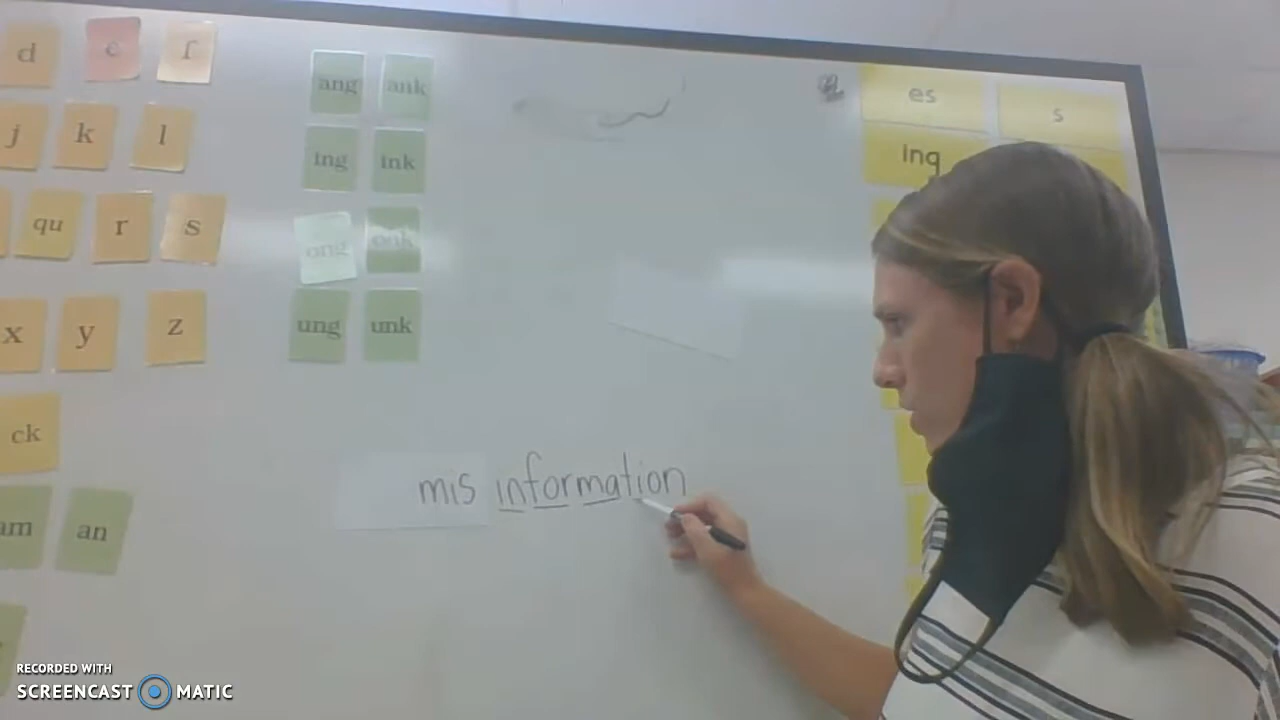 d e f
j k l
qu r s
x y z
ck
am an
ang ank
ing ink
ong onk
ung unk
es s
ing
mis information
RECORDED WITH
SCREENCAST MATIC